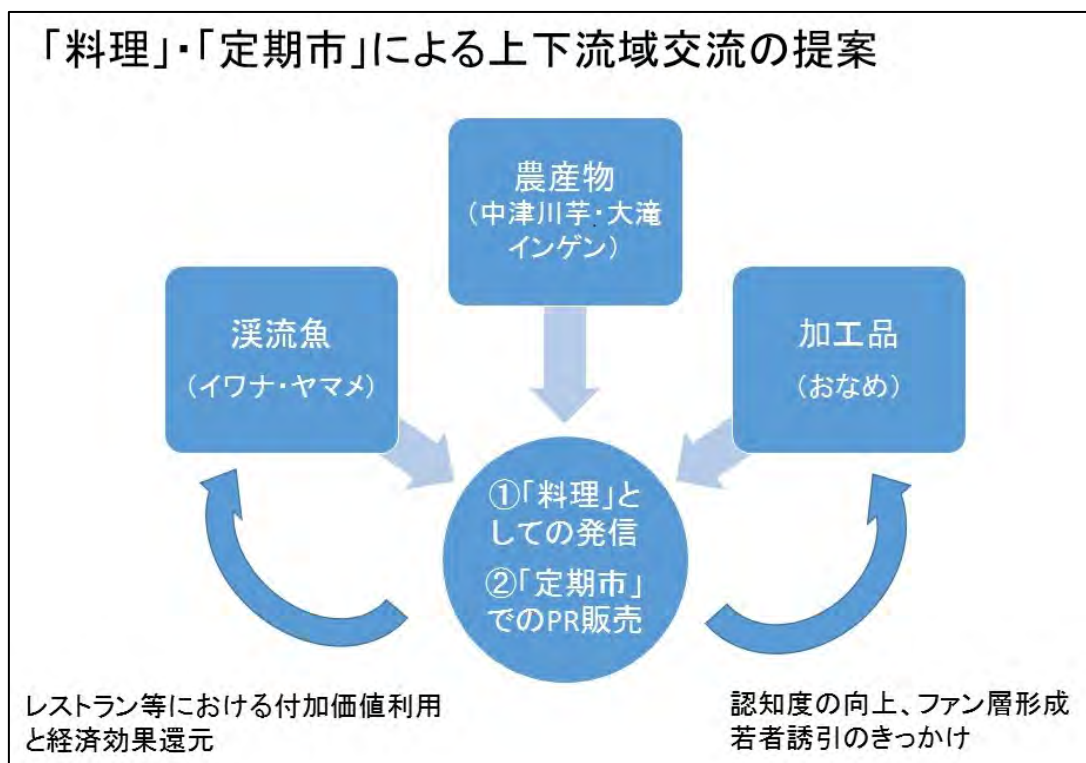 「料理」・「定期市」による上下流域交流の提案
農産物
（中津川芋・大滝
インゲン）
渓流魚
（イワナ・ヤマメ）
加工品
（おなめ）
①「料理」と
しての発信
②「定期市」
でのPR販売
レストラン等における付加価値利用
と経済効果還元
認知度の向上、ファン層形成
若者誘引のきっかけ